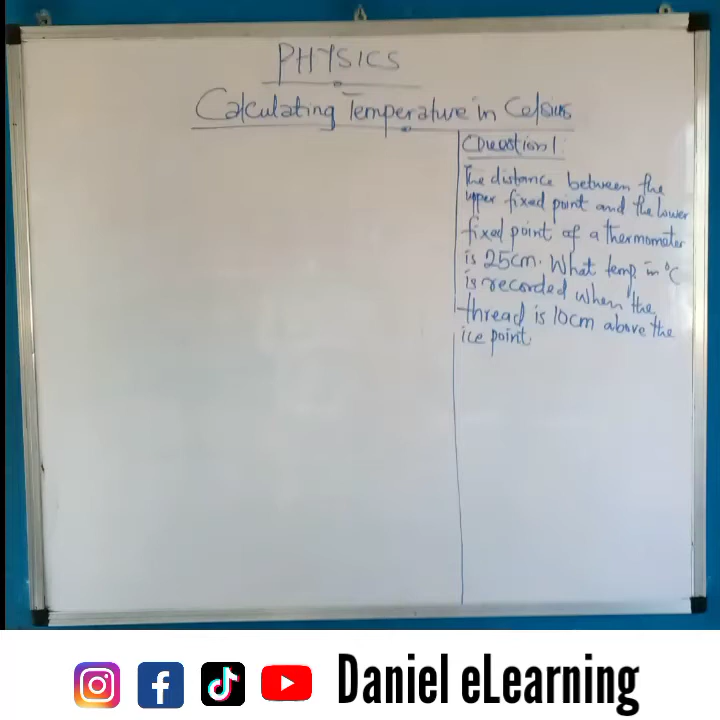 PHYSICS
Calculating Temperature in Celsius
Question 1:
The distance between the
upper fixed point and the lower
fixed point of a thermometer
is 25cm. What temp. in °C
is recorded when the
thread is 10cm above the
ice point.
Daniel eLearning